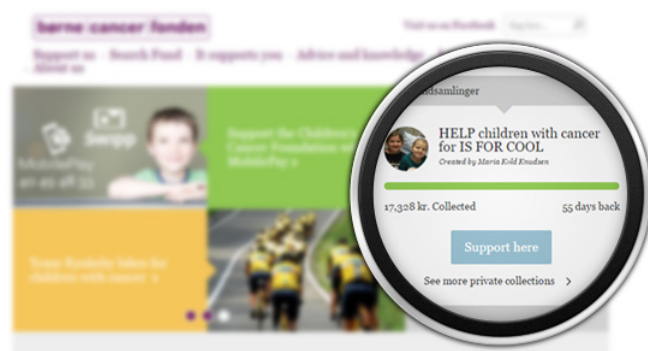 børne cancer fonden
Visit us on Facebook
Support us Search Fund It supports you Advice and knowledge
About us
ndsamlinger
HELP children with cancer
for IS FOR COOL
Created by Maria Kvld Knudsen
17,328 kr. Collected 55 days back
Support here
See more private collections >
Swipp
MobilePay
Support the Children's
Cancer Foundation
MobilePay »
Team Rynkeby bikes for
children with cancer »